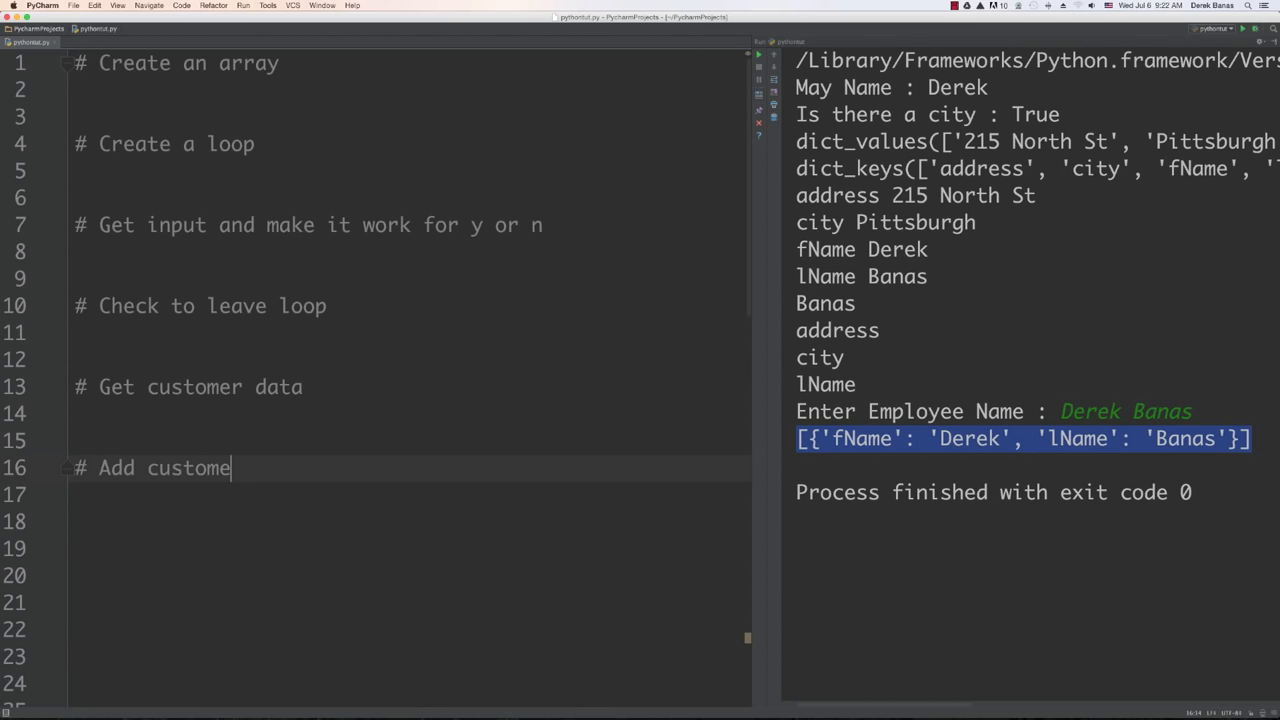 PyCharm File Edit View Navigate Code Refactor Run Tools VCS Window Help
10 Wed Jul 6 9:22 AM Derek Banas
pythontut.py - PycharmProjects - [~/PycharmProjects]
PycharmProjects pythontut.py pythontut
pythontut.py
Run pythontut
1 # Create an array
2
3
4 # Create a loop
5
6
7 # Get input and make it work for y or n
8
9
10 # Check to leave loop
11
12
13 # Get customer data
14
15
16 # Add custome
17
18
19
20
21
22
23
24
/Library/Frameworks/Python.framework/Vers
May Name : Derek
Is there a city : True
dict_values(['215 North St', 'Pittsburgh
dict_keys(['address', 'city', 'fName', '
address 215 North St
city Pittsburgh
fName Derek
lName Banas
Banas
address
city
lName
Enter Employee Name : Derek Banas
[{'fName': 'Derek', 'lName': 'Banas'}]
Process finished with exit code 0
16:14 LF‡ UTF-8‡